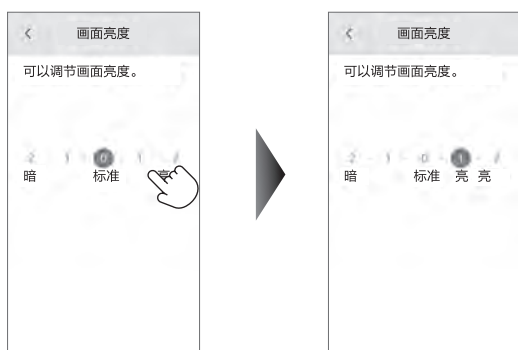 画面亮度
可以调节画面亮度。
2 1 0 1 2
暗 标准 亮
画面亮度
可以调节画面亮度。
2 - 1 - 0 - 1 - 2
暗 标准 亮 亮